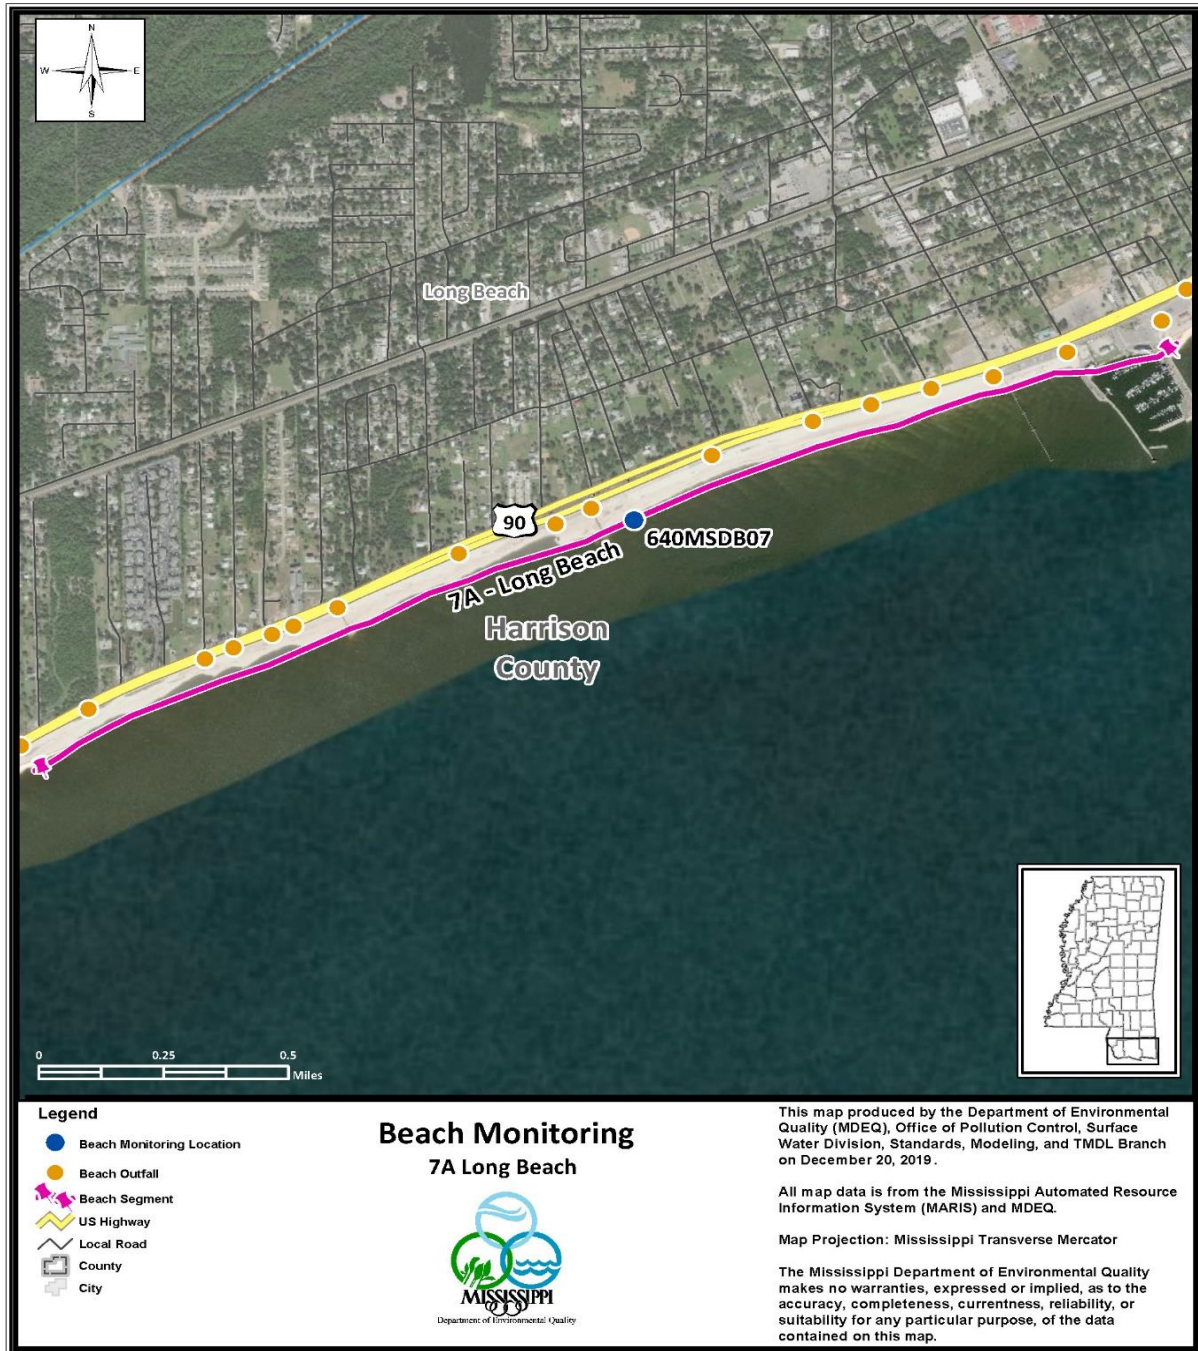 N
W E
S
Long Beach
90
640MSDB07
7A - Long Beach
Harrison
County
0 0.25 0.5
Miles
Legend
Beach Monitoring Location
Beach Outfall
Beach Segment
US Highway
Local Road
County
City
Beach Monitoring
7A Long Beach
MISSISSIPPI
Department of Environmental Quality
This map produced by the Department of Environmental
Quality (MDEQ), Office of Pollution Control, Surface
Water Division, Standards, Modeling, and TMDL Branch
on December 20, 2019.
All map data is from the Mississippi Automated Resource
Information System (MARIS) and MDEQ.
Map Projection: Mississippi Transverse Mercator
The Mississippi Department of Environmental Quality
makes no warranties, expressed or implied, as to the
accuracy, completeness, currentness, reliability, or
suitability for any particular purpose, of the data
contained on this map.